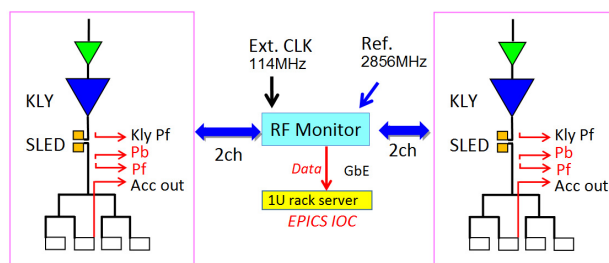 KLY
SLED
Kly Pf
Pb
Pf
Acc out
2ch
Ext. CLK
114MHz
Ref.
2856MHz
RF Monitor
Data
GbE
1U rack server
EPICS IOC
2ch
KLY
SLED
Kly Pf
Pb
Pf
Acc out